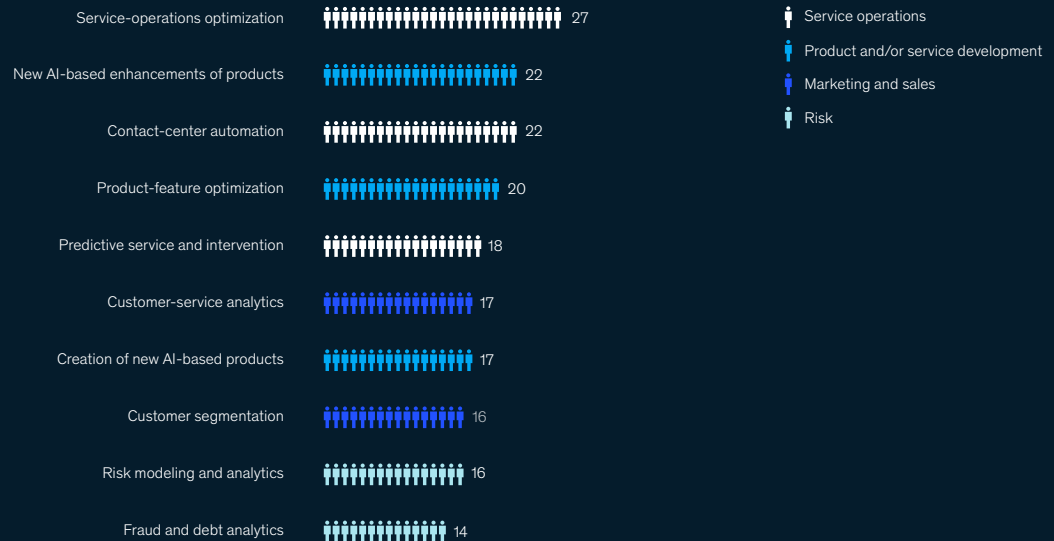 Service-operations optimization 27
New AI-based enhancements of products 22
Contact-center automation 22
Product-feature optimization 20
Predictive service and intervention 18
Customer-service analytics 17
Creation of new AI-based products 17
Customer segmentation 16
Risk modeling and analytics 16
Fraud and debt analytics 14
Service operations
Product and/or service development
Marketing and sales
Risk